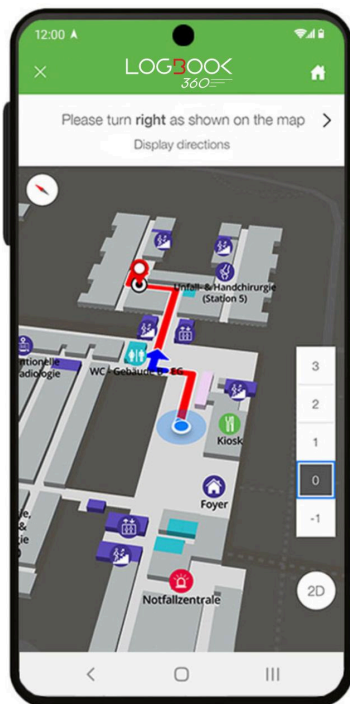 12:00
LOGBOOK
360
Please turn right as shown on the map
Display directions
Unfall- & Handchirurgie
(Station 5)
WC - Gebäude B - EG
Kiosk
Foyer
Notfallzentrale
3
2
1
0
-1
2D